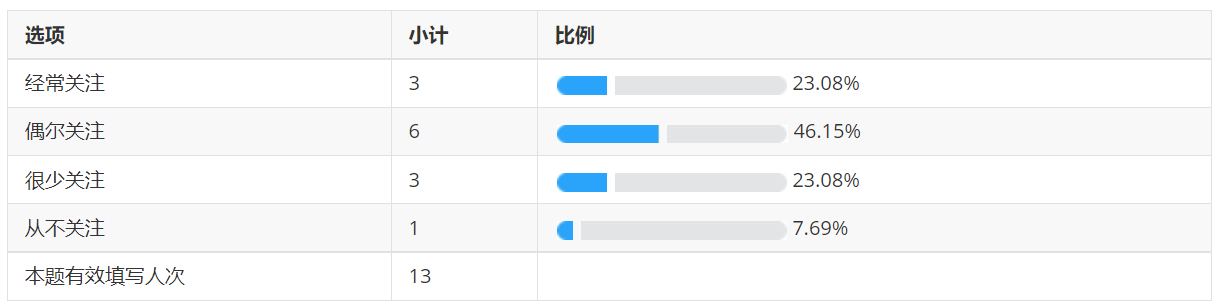 选项 小计 比例
经常关注 3 23.08%
偶尔关注 6 46.15%
很少关注 3 23.08%
从不关注 1 7.69%
本题有效填写人次 13